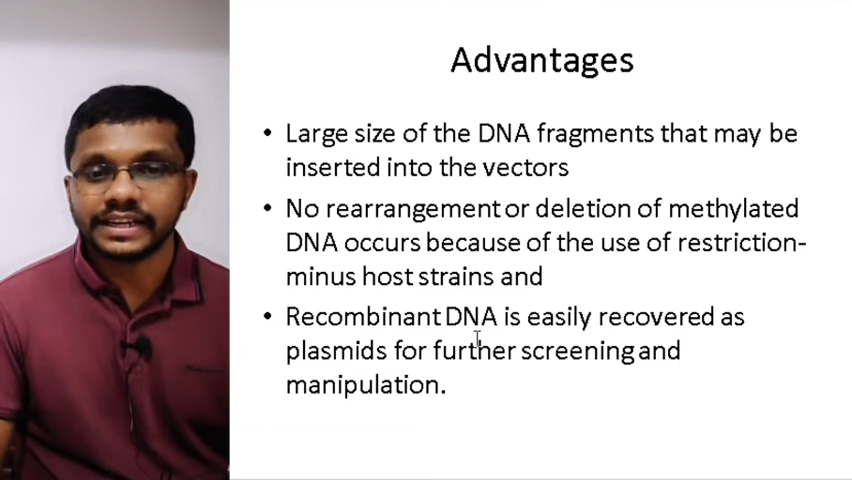 Advantages
• Large size of the DNA fragments that may be
inserted into the vectors
• No rearrangement or deletion of methylated
DNA occurs because of the use of restriction-
minus host strains and
• Recombinant DNA is easily recovered as
plasmids for further screening and
manipulation.